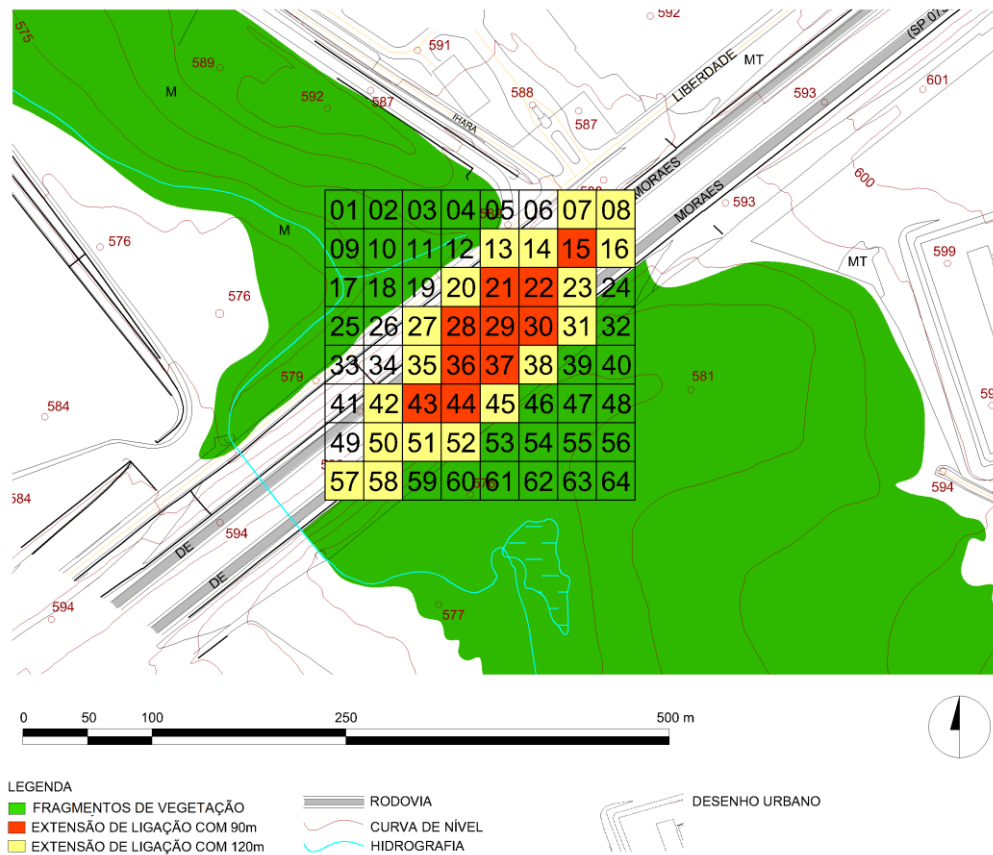 592
(SP 073
575
591
589
MT
601
M
592
587
588
LIBERDADE
593
587
IHARA
MORAES
600
MORAES
593
01 02 03 04 05 06 07 08
M
576
599
09 10 11 12 13 14 15 16
MT
17 18 19 20 21 22 23 24
576
25 26 27 28 29 30 31 32
33 34 35 36 37 38 39 40
579
581
584
41 42 43 44 45 46 47 48
49 50 51 52 53 54 55 56
57 58 59 60 61 62 63 64
594
584
594
DE
DE
577
594
0 50 100 250 500 m
LEGENDA
FRAGMENTOS DE VEGETAÇÃO
EXTENSÃO DE LIGAÇÃO COM 90m
EXTENSÃO DE LIGAÇÃO COM 120m
RODOVIA
CURVA DE NÍVEL
HIDROGRAFIA
DESENHO URBANO